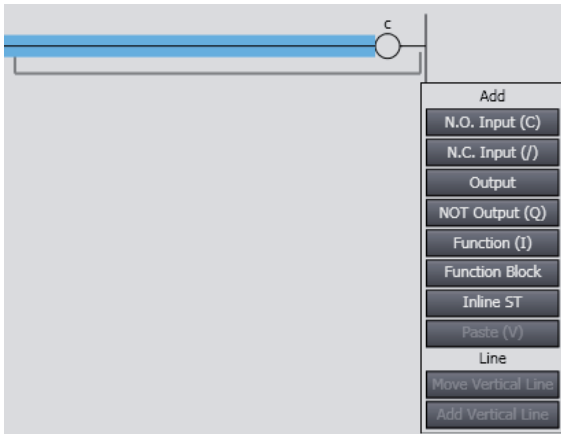 c
Add
N.O. Input (C)
N.C. Input (/)
Output
NOT Output (Q)
Function (I)
Function Block
Inline ST
Paste (V)
Line
Move Vertical Line
Add Vertical Line